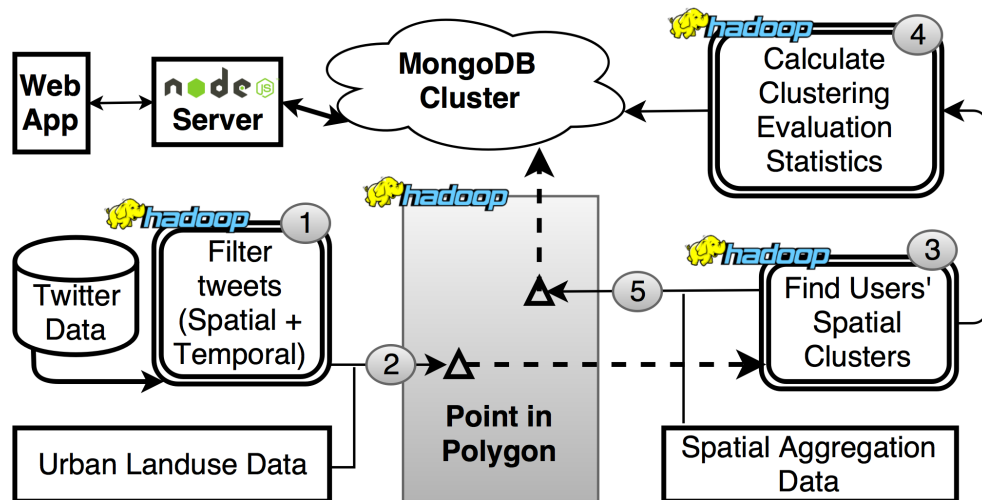 Web
App
node
JS
Server
MongoDB
Cluster
hadoop
4
Calculate
Clustering
Evaluation
Statistics
hadoop
1
Filter
tweets
(Spatial +
Temporal)
Twitter
Data
hadoop
2
Point in
Polygon
5
hadoop
3
Find Users'
Spatial
Clusters
Urban Landuse Data
Spatial Aggregation
Data